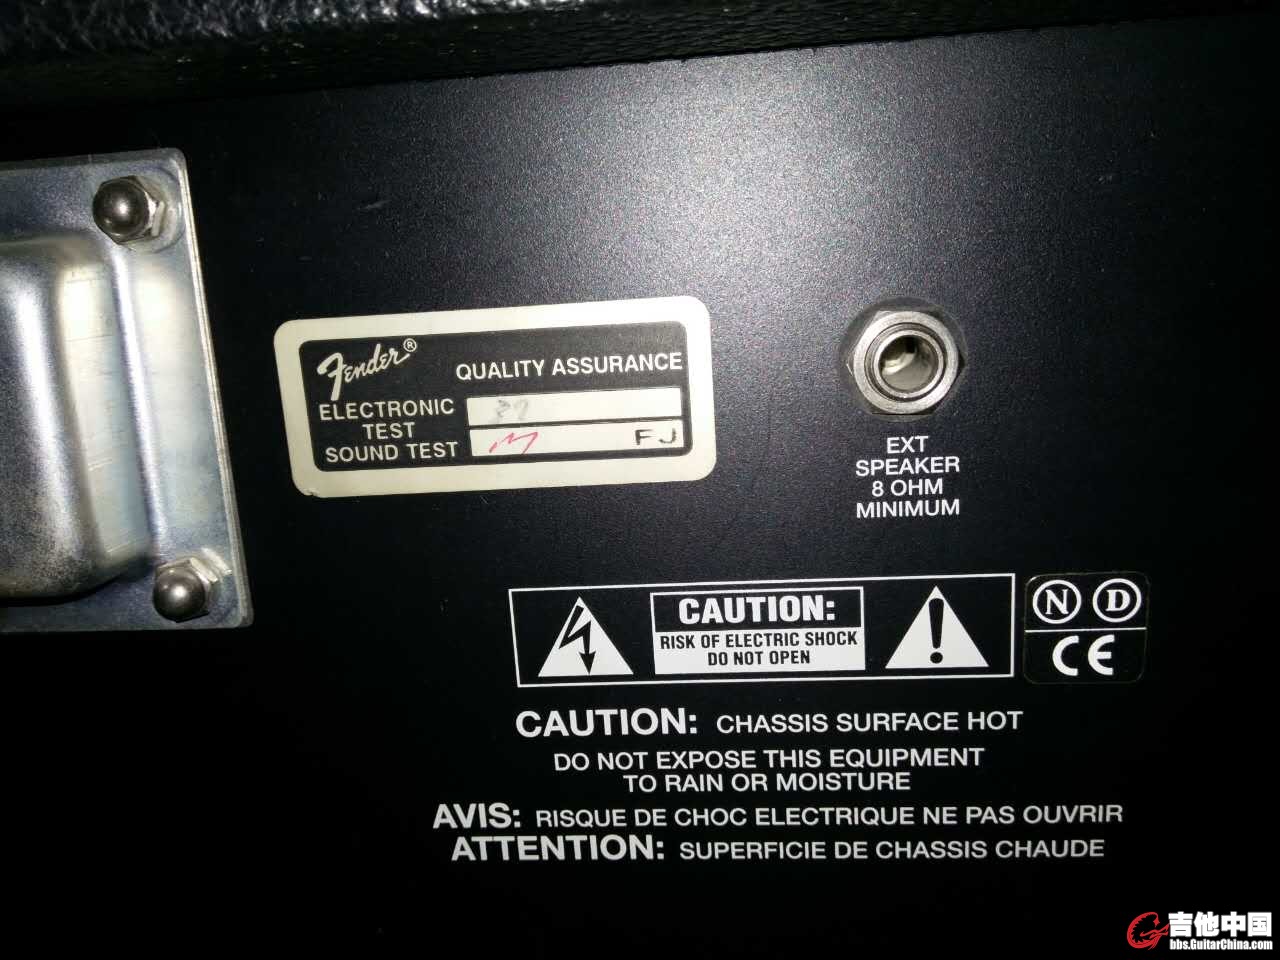 Fender®
QUALITY ASSURANCE
ELECTRONIC
TEST
SOUND TEST
FJ
EXT
SPEAKER
8 OHM
MINIMUM
CAUTION:
RISK OF ELECTRIC SHOCK
DO NOT OPEN
N D
CE
CAUTION: CHASSIS SURFACE HOT
DO NOT EXPOSE THIS EQUIPMENT
TO RAIN OR MOISTURE
AVIS: RISQUE DE CHOC ELECTRIQUE NE PAS OUVRIR
ATTENTION: SUPERFICIE DE CHASSIS CHAUDE
吉他中国
bbs.GuitarChina.com